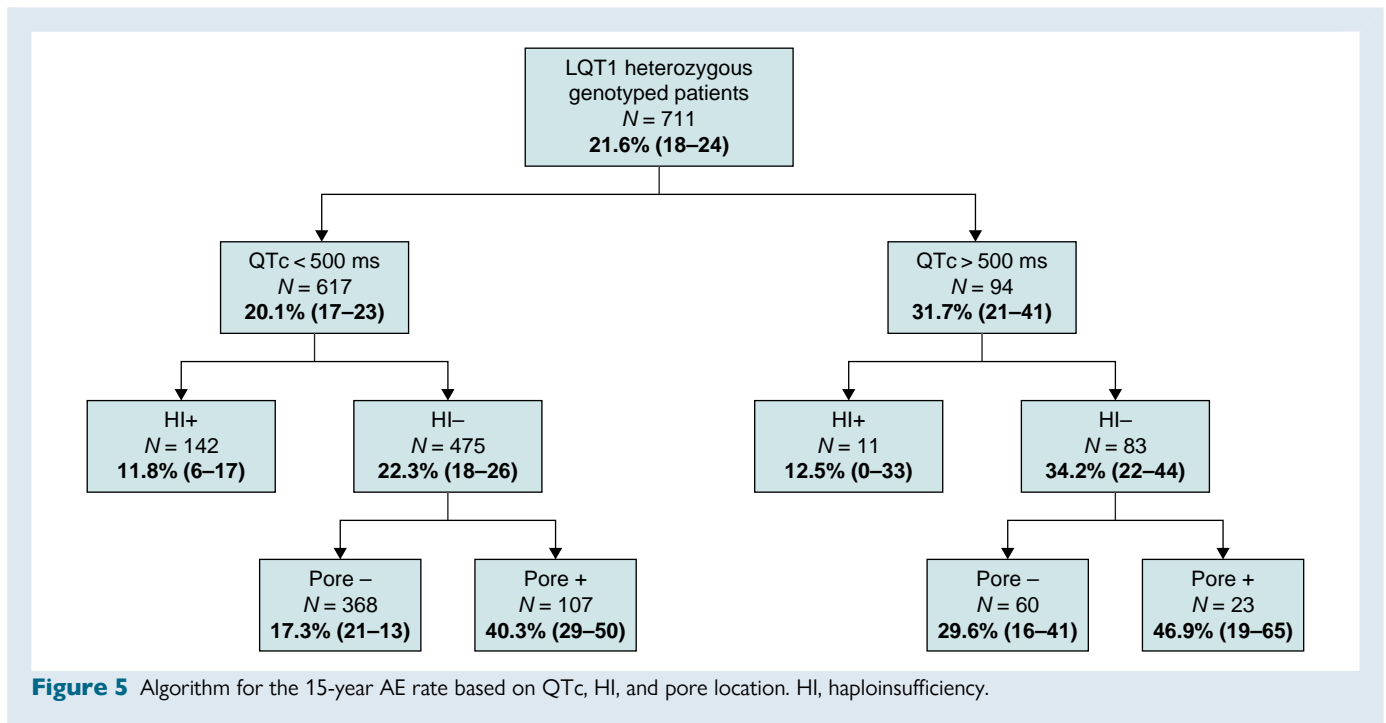 LQT1 heterozygous
genotyped patients
N = 711
21.6% (18–24)
QTc < 500 ms
N = 617
20.1% (17–23)
QTc > 500 ms
N = 94
31.7% (21–41)
HI+
N = 142
11.8% (6–17)
HI–
N = 475
22.3% (18–26)
HI+
N = 11
12.5% (0–33)
HI–
N = 83
34.2% (22–44)
Pore –
N = 368
17.3% (21–13)
Pore +
N = 107
40.3% (29–50)
Pore –
N = 60
29.6% (16–41)
Pore +
N = 23
46.9% (19–65)
Figure 5 Algorithm for the 15-year AE rate based on QTc, HI, and pore location. HI, haploinsufficiency.